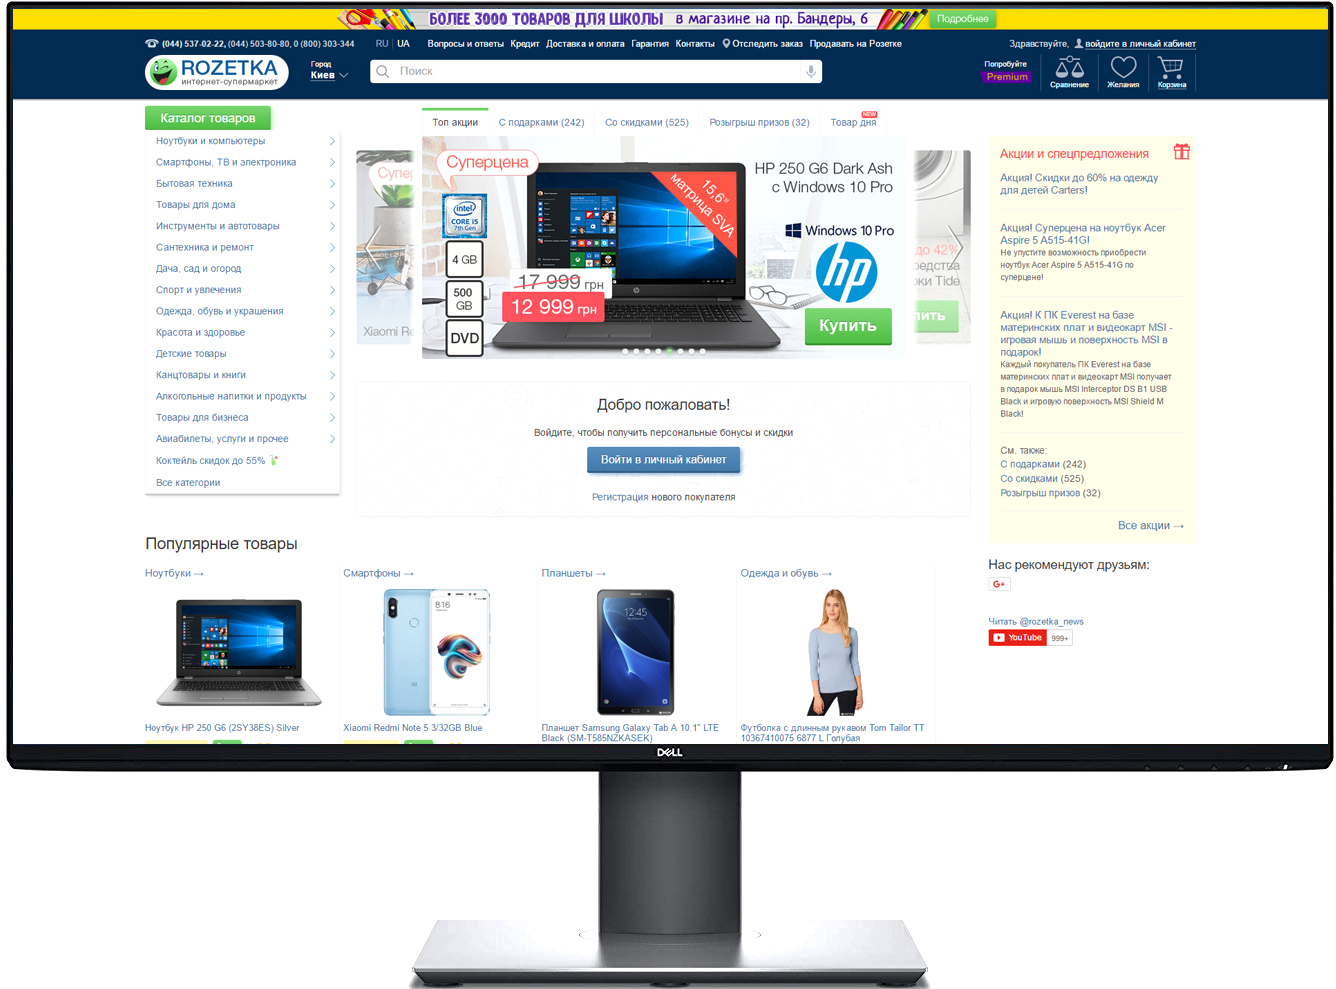 БОЛЕЕ 3000 ТОВАРОВ ДЛЯ ШКОЛЫ в магазине на пр. Бандеры, 6 Подробнее
(044) 537-02-22, (044) 503-80-80, 0 (800) 303-344 RU UA Вопросы и ответы Кредит Доставка и оплата Гарантия Контакты Отследить заказ Продавать на Розетке Здравствуйте, войдите в личный кабинет
ROZETKA
интернет-супермаркет
Город
Киев
Поиск
Попробуйте
Premium
Сравнение Желания Корзина
Каталог товаров
Ноутбуки и компьютеры
Смартфоны, ТВ и электроника
Бытовая техника
Товары для дома
Инструменты и автотовары
Сантехника и ремонт
Дача, сад и огород
Спорт и увлечения
Одежда, обувь и украшения
Красота и здоровье
Детские товары
Канцтовары и книги
Алкогольные напитки и продукты
Товары для бизнеса
Авиабилеты, услуги и прочее
Коктейль скидок до 55%
Все категории
Топ акции С подарками (242) Со скидками (525) Розыгрыш призов (32) Товар дня NEW
Супер
Xiaomi Re
Суперцена
intel
CORE i5
7th Gen
4 GB
500
GB
DVD
15,6"
матрица SVA
17 999 грн
12 999 грн
HP 250 G6 Dark Ash
с Windows 10 Pro
Windows 10 Pro
hp
Купить
до 42%
редства
ки Tide
пить
Добро пожаловать!
Войдите, чтобы получить персональные бонусы и скидки
Войти в личный кабинет
Регистрация нового покупателя
Акции и спецпредложения
Акция! Скидки до 60% на одежду
для детей Carters!
Акция! Суперцена на ноутбук Acer
Aspire 5 A515-41G!
Не упустите возможность приобрести
ноутбук Acer Aspire 5 A515-41G по
суперцене!
Акция! К ПК Everest на базе
материнских плат и видеокарт MSI -
игровая мышь и поверхность MSI в
подарок!
Каждый покупатель ПК Everest на базе
материнских плат и видеокарт MSI получает
в подарок мышь MSI Interceptor DS B1 USB
Black и игровую поверхность MSI Shield M
Black!
См. также:
С подарками (242)
Со скидками (525)
Розыгрыш призов (32)
Все акции →
Нас рекомендуют друзьям:
G+
Читать @rozetka_news
YouTube 999+
Популярные товары
Ноутбуки → Смартфоны → Планшеты → Одежда и обувь →
8:16
12:45
Ноутбук HP 250 G6 (2SY38ES) Silver
Xiaomi Redmi Note 5 3/32GB Blue
Планшет Samsung Galaxy Tab A 10.1" LTE
Black (SM-T585NZKASEK)
Футболка с длинным рукавом Tom Tailor TT
10367410075 6877 L Голубая
DELL